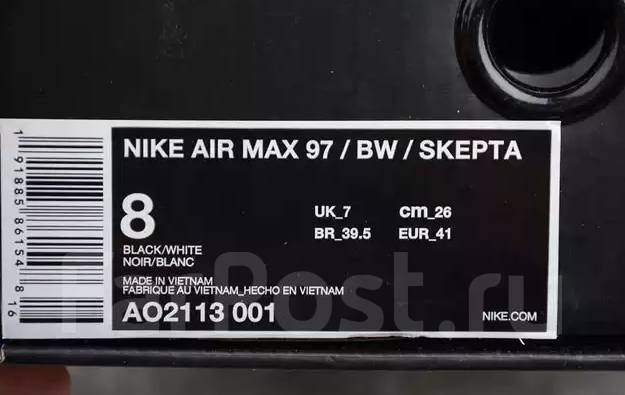 NIKE AIR MAX 97 / BW / SKEPTA
8
UK_7 cm_26
BR_39.5 EUR_41
BLACK/WHITE
NOIR/BLANC
MADE IN VIETNAM
FABRIQUE AU VIETNAM_HECHO EN VIETNAM
AO2113 001
NIKE.COM
1 91885 86154 8 16
FarPost.ru